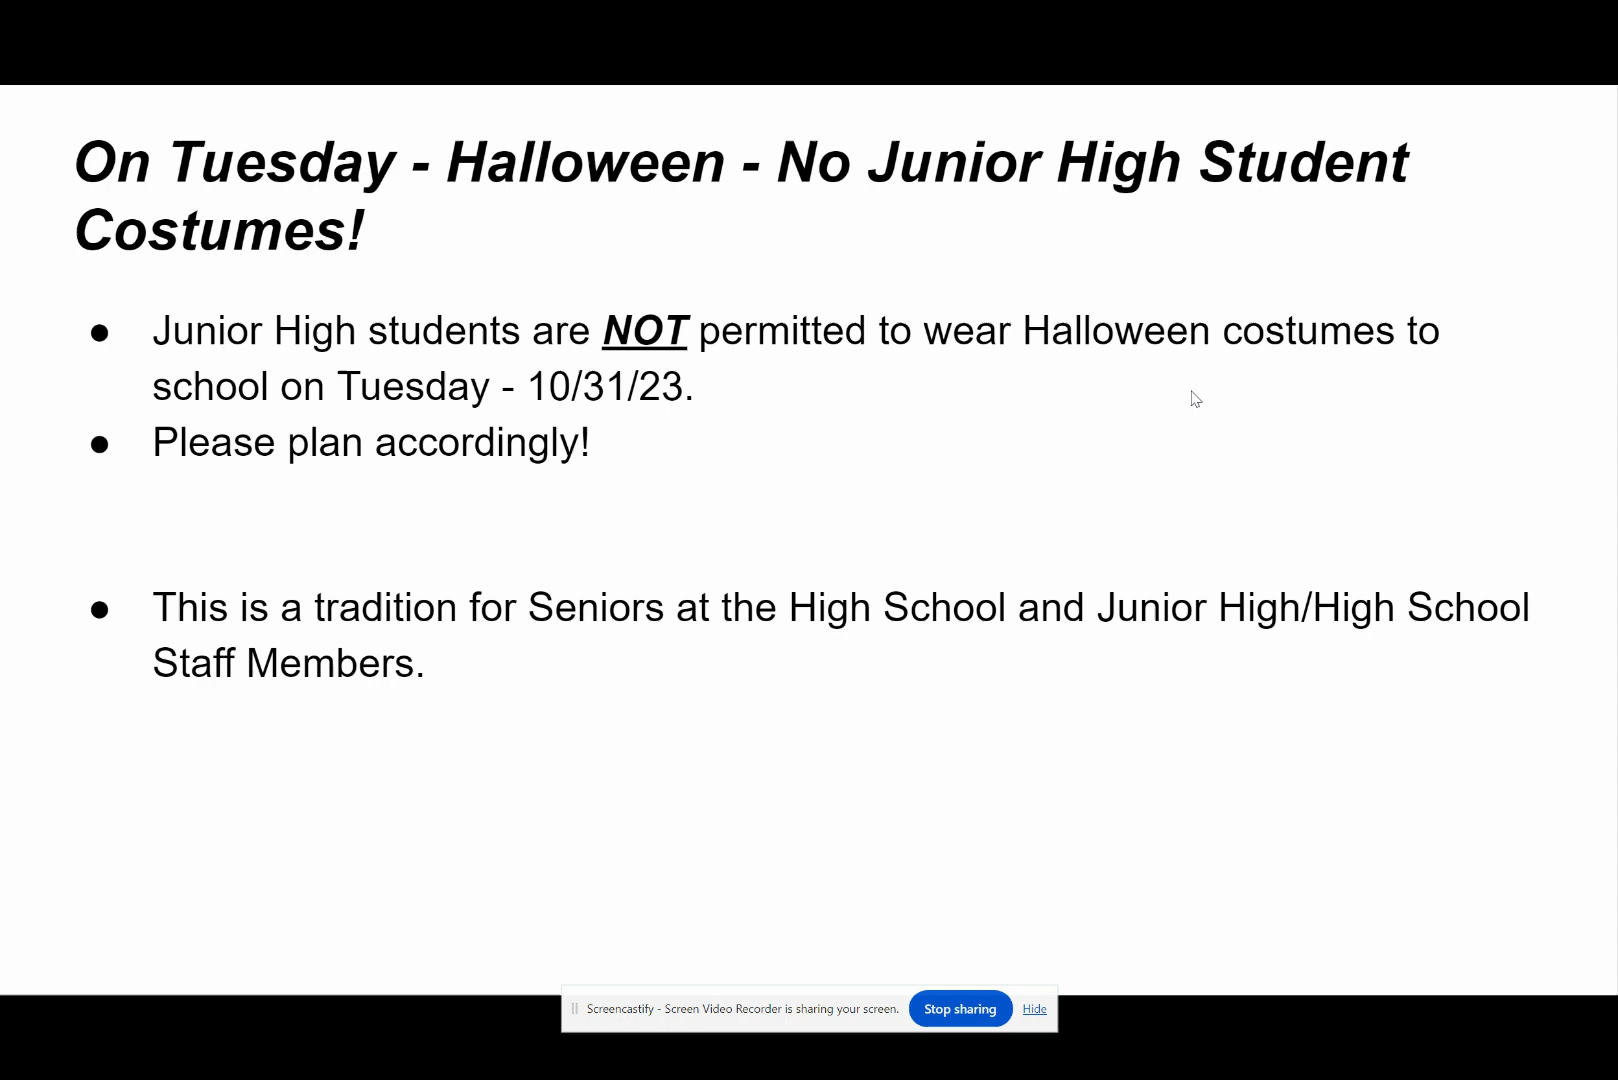 On Tuesday - Halloween - No Junior High Student
Costumes!
● Junior High students are NOT permitted to wear Halloween costumes to
school on Tuesday - 10/31/23.
● Please plan accordingly!
● This is a tradition for Seniors at the High School and Junior High/High School
Staff Members.
Screencastify - Screen Video Recorder is sharing your screen. Stop sharing Hide